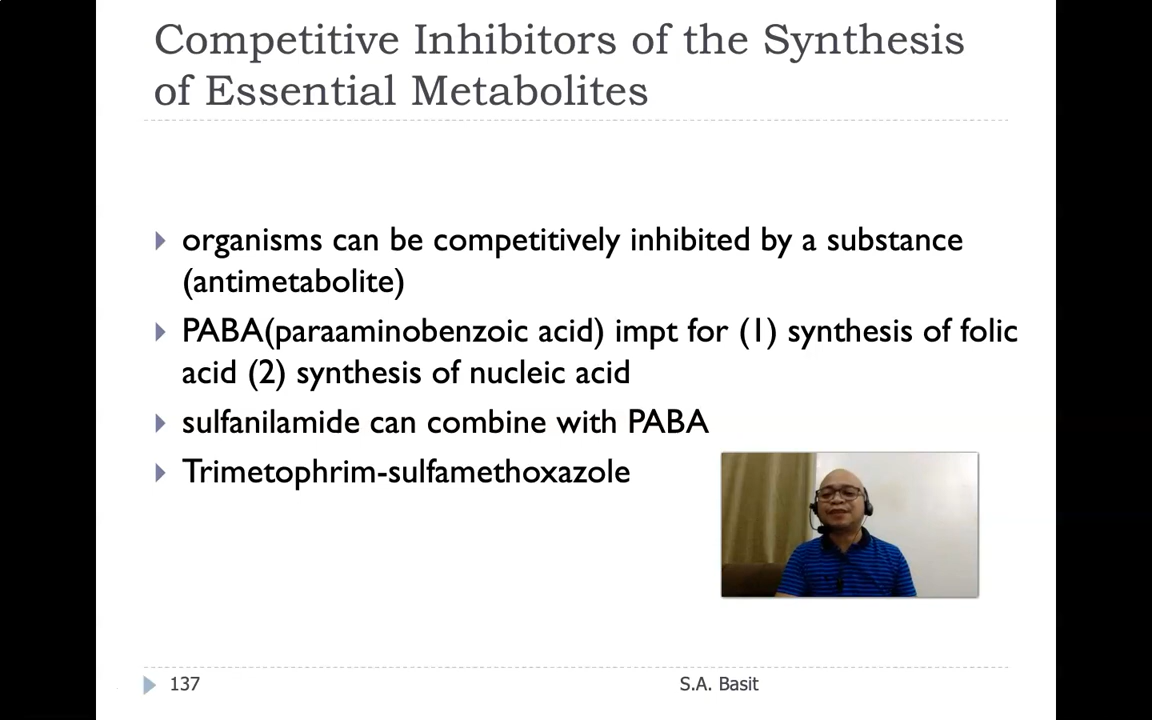 Competitive Inhibitors of the Synthesis
of Essential Metabolites
organisms can be competitively inhibited by a substance
(antimetabolite)
PABA(paraaminobenzoic acid) impt for (1) synthesis of folic
acid (2) synthesis of nucleic acid
sulfanilamide can combine with PABA
Trimetophrim-sulfamethoxazole
137
S.A. Basit